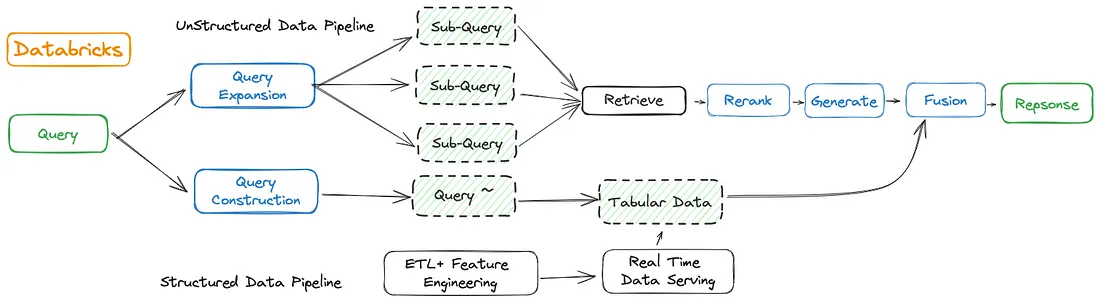 UnStructured Data Pipeline
Databricks
Query
Query
Expansion
Sub-Query
Sub-Query
Sub-Query
Retrieve
Rerank
Generate
Fusion
Repsonse
Query
Construction
Query ~
Tabular Data
ETL+ Feature
Engineering
Real Time
Data Serving
Structured Data Pipeline